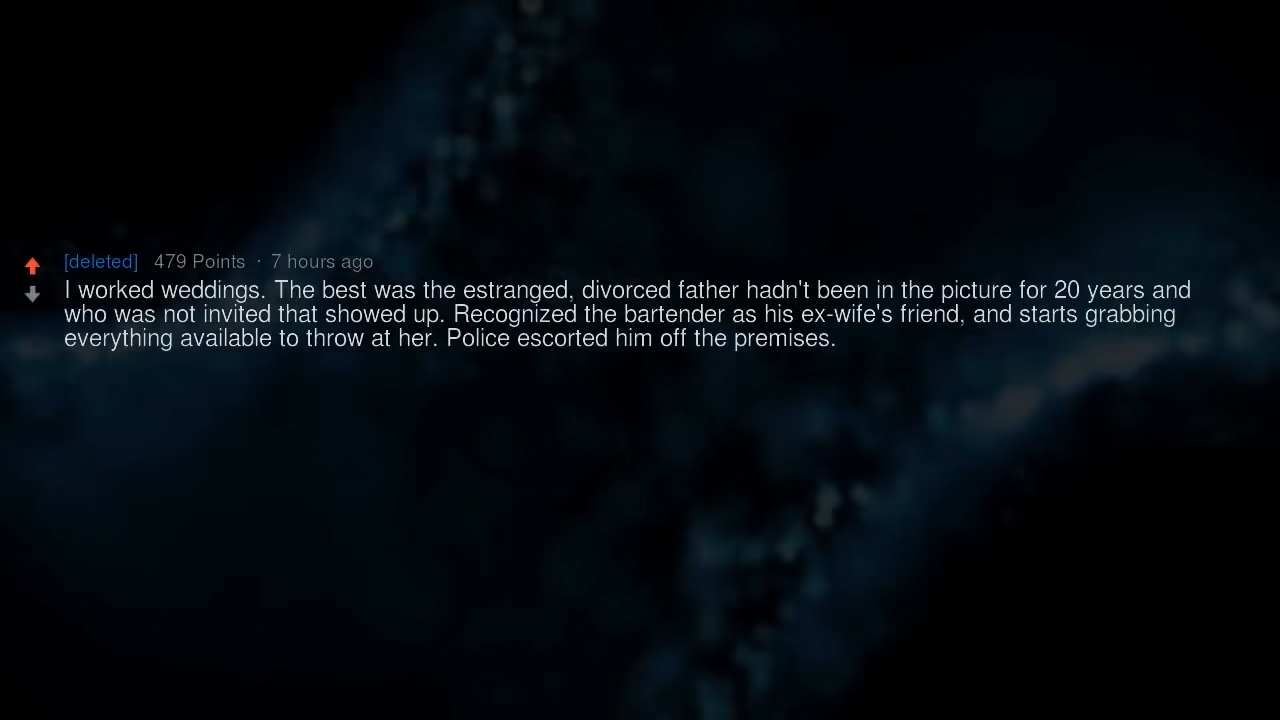 [deleted] 479 Points · 7 hours ago
I worked weddings. The best was the estranged, divorced father hadn't been in the picture for 20 years and
who was not invited that showed up. Recognized the bartender as his ex-wife's friend, and starts grabbing
everything available to throw at her. Police escorted him off the premises.